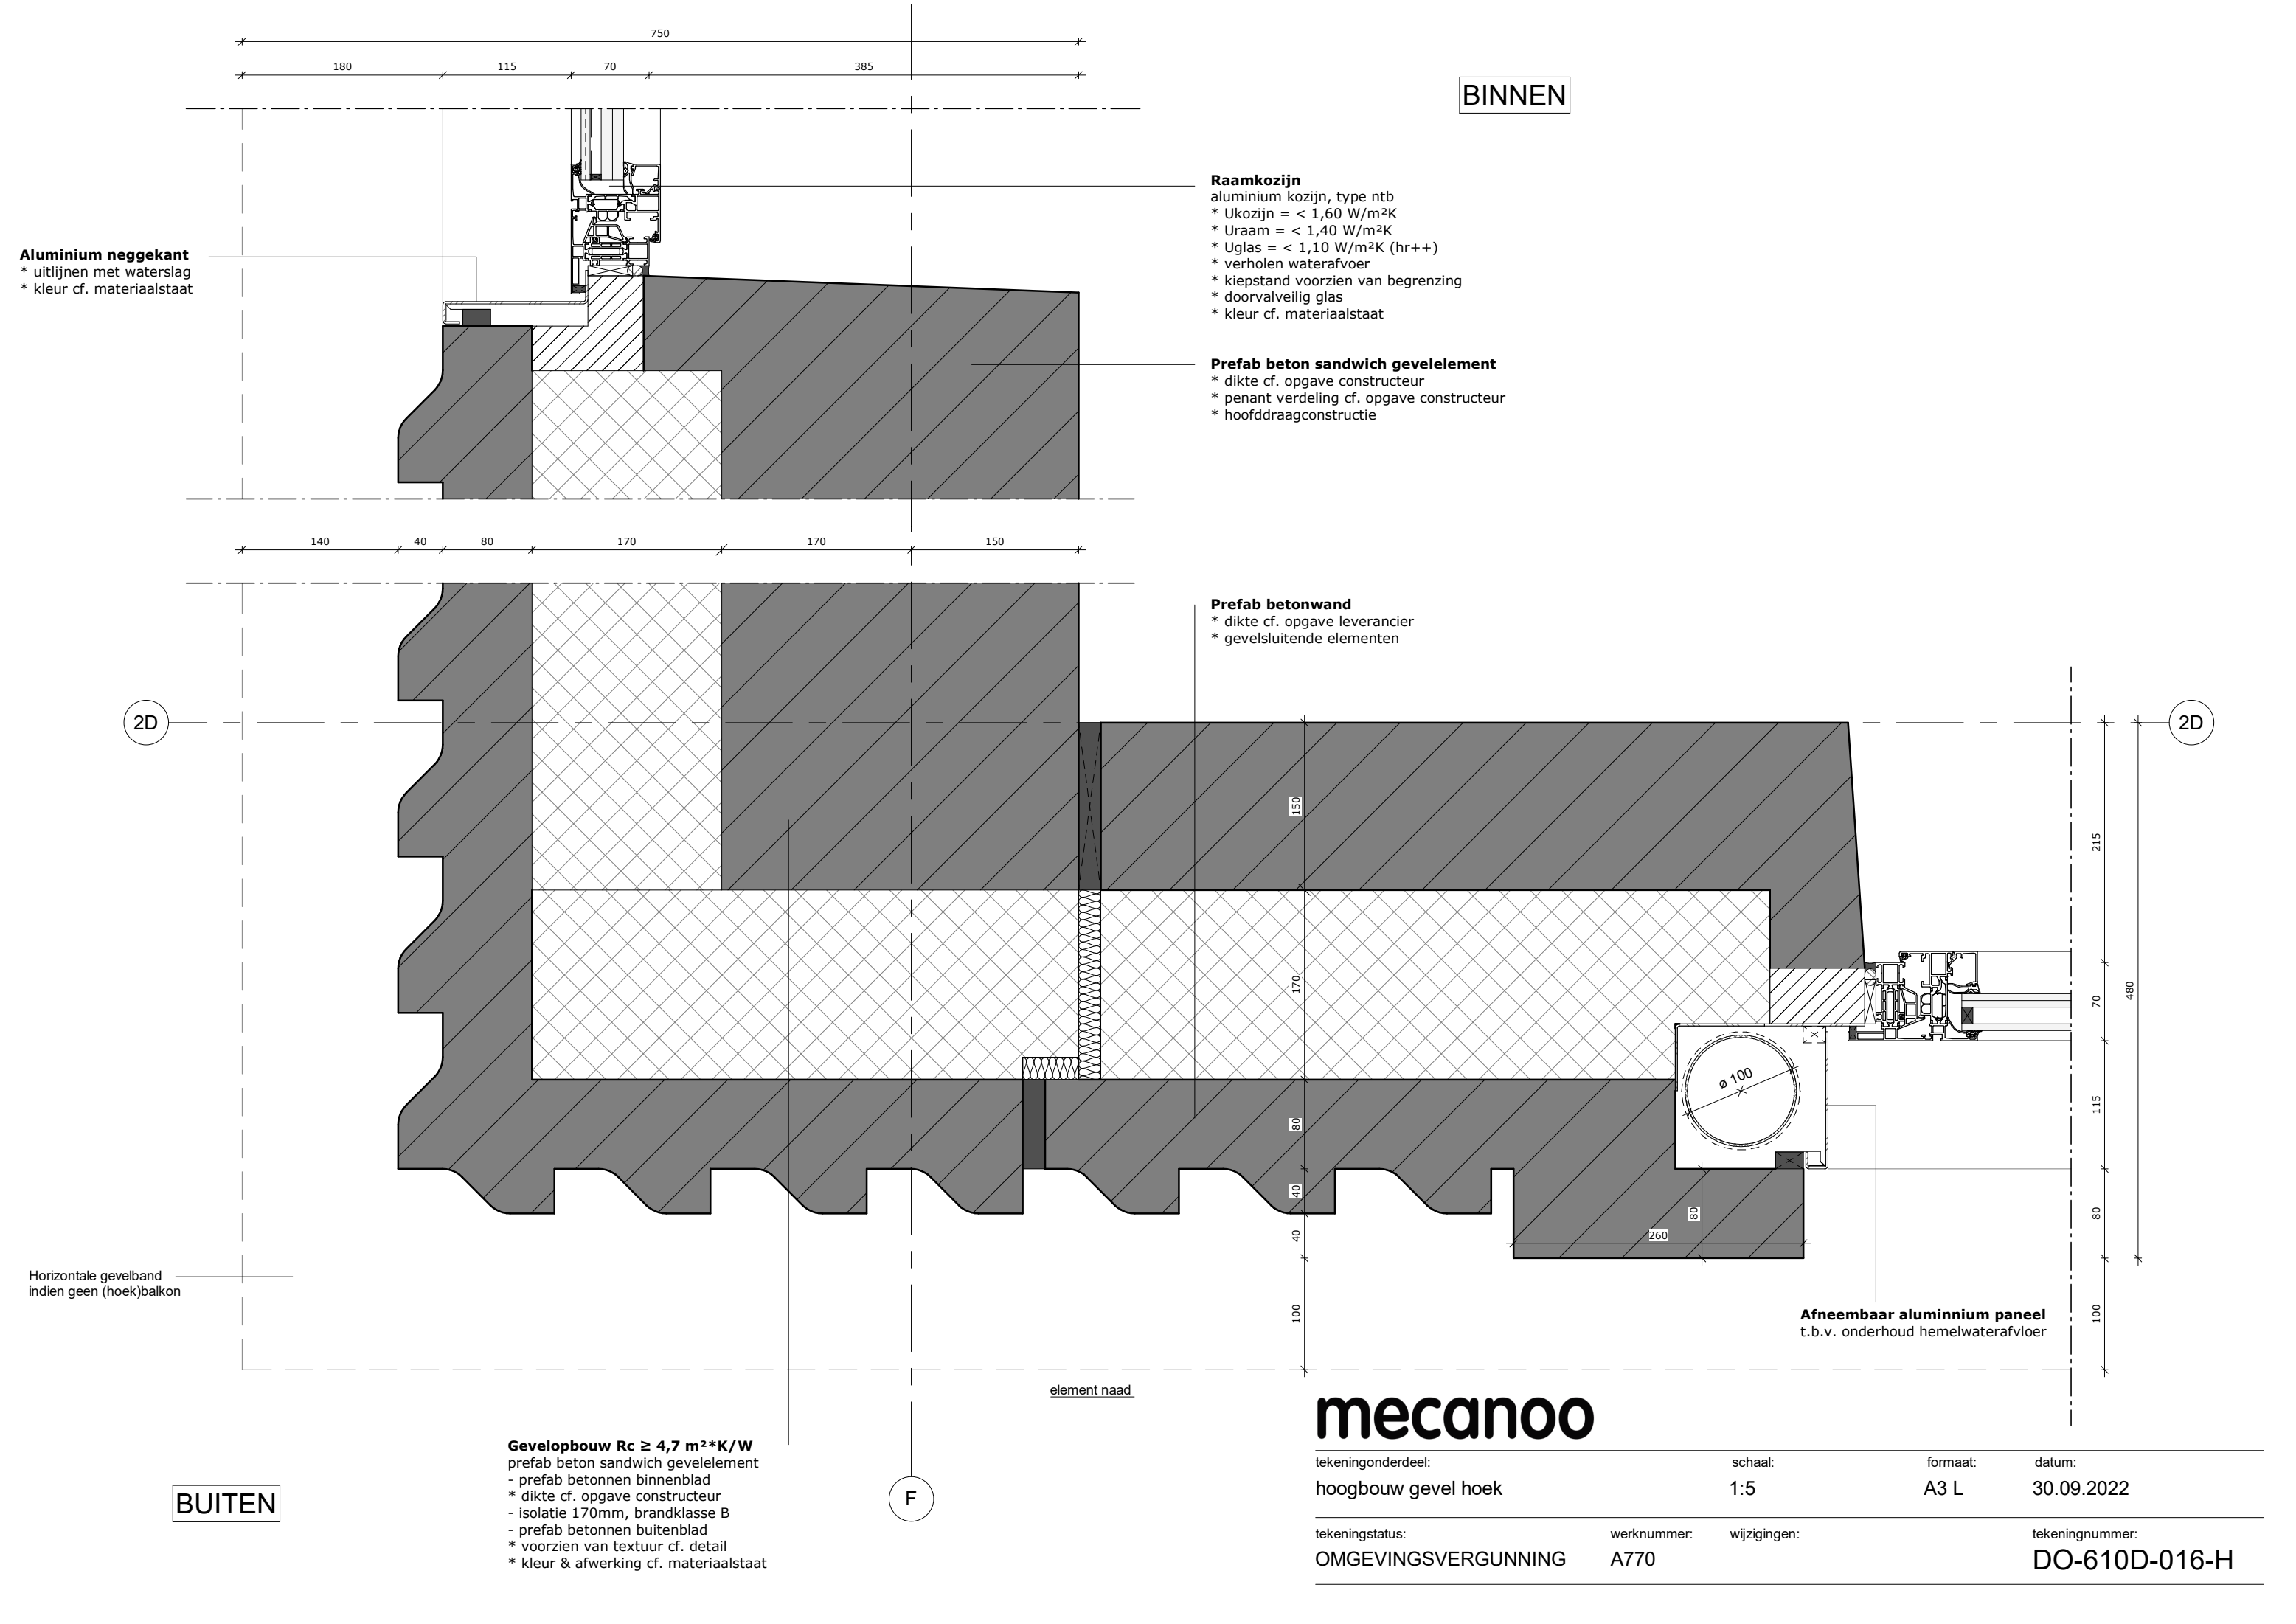 750
180
115
70
385
BINNEN
Raamkozijn
aluminium kozijn, type ntb
* Ukozijn = < 1,60 W/m²K
* Uraam = < 1,40 W/m²K
* Uglas = < 1,10 W/m²K (hr++)
* verholen waterafvoer
* kiepstand voorzien van begrenzing
* doorvalveilig glas
* kleur cf. materiaalstaat
Aluminium neggekant
* uitlijnen met waterslag
* kleur cf. materiaalstaat
Prefab beton sandwich gevelelement
* dikte cf. opgave constructeur
* penant verdeling cf. opgave constructeur
* hoofddraagconstructie
140
40
80
170
170
150
Prefab betonwand
* dikte cf. opgave leverancier
* gevelsluitende elementen
2D
2D
150
170
80
40
40
100
215
70
115
80
100
480
ø 100
80
260
Horizontale gevelband
indien geen (hoek)balkon
Afneembaar aluminnium paneel
t.b.v. onderhoud hemelwaterafvloer
element naad
Gevelopbouw Rc ≥ 4,7 m²*K/W
prefab beton sandwich gevelelement
- prefab betonnen binnenblad
* dikte cf. opgave constructeur
- isolatie 170mm, brandklasse B
- prefab betonnen buitenblad
* voorzien van textuur cf. detail
* kleur & afwerking cf. materiaalstaat
BUITEN
F
mecanoo
tekeningonderdeel: schaal: formaat: datum:
hoogbouw gevel hoek 1:5 A3 L 30.09.2022
tekeningstatus: werknummer: wijzigingen: tekeningnummer:
OMGEVINGSVERGUNNING A770 DO-610D-016-H